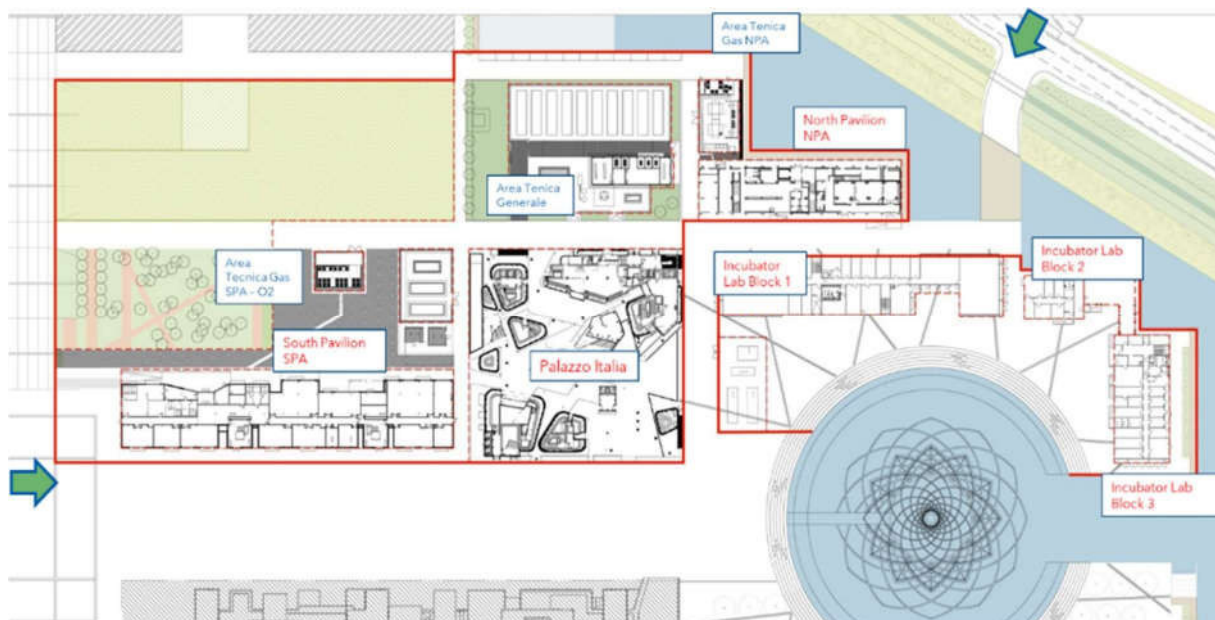 Area Tenica
Gas NPA
North Pavilion
NPA
Area Tenica
Generale
Area
Tecnica Gas
SPA - O2
Incubator
Lab Block 1
Incubator Lab
Block 2
South Pavilion
SPA
Palazzo Italia
Incubator Lab
Block 3